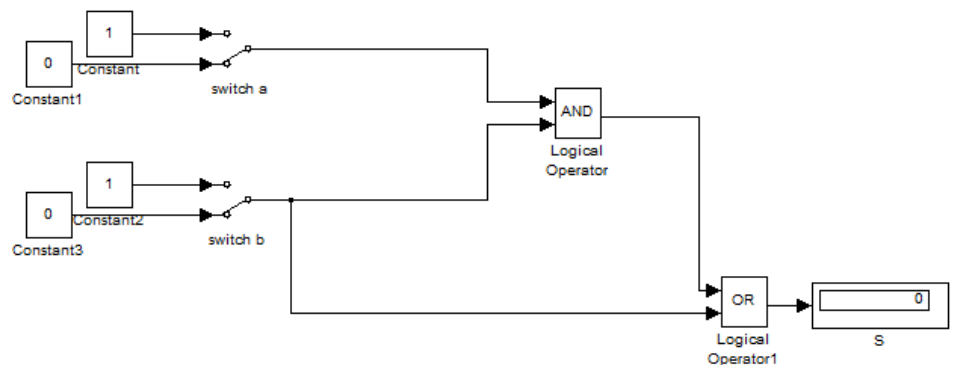 1
Constant
0
Constant1
switch a
AND
Logical
Operator
1
Constant2
0
Constant3
switch b
OR
Logical
Operator1
0
S